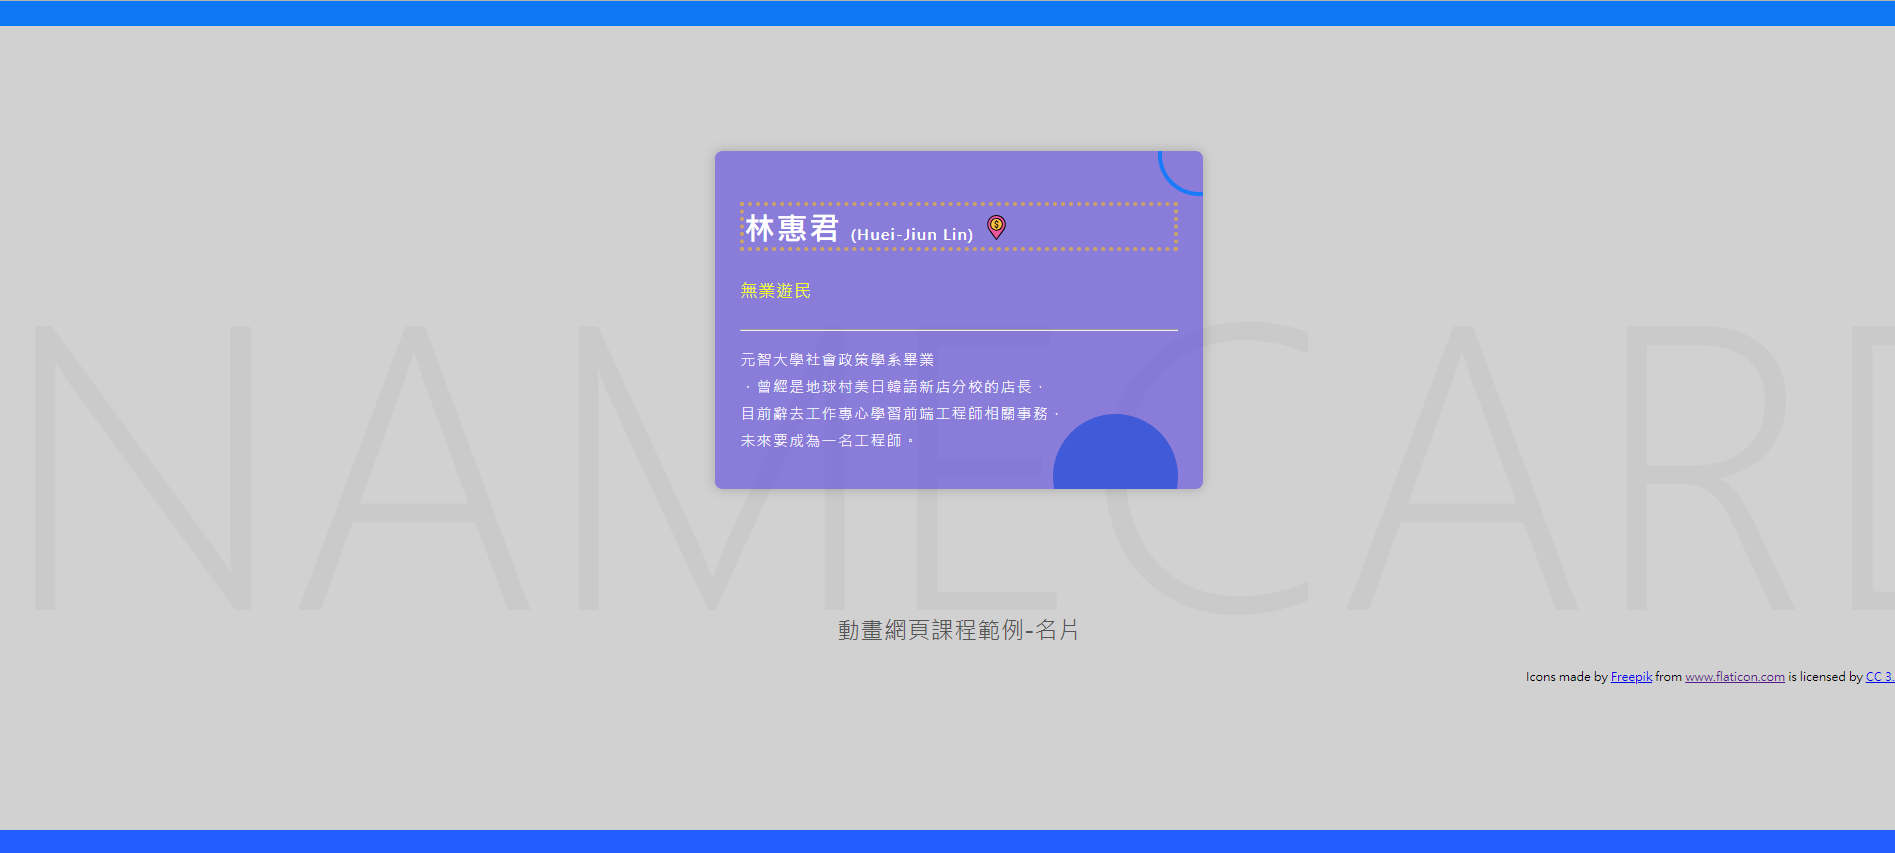 林惠君 (Huei-Jiun Lin)
無業遊民
元智大學社會政策學系畢業
，曾經是地球村美日韓語新店分校的店長，
目前辭去工作專心學習前端工程師相關事務，
未來要成為一名工程師。
NAMECARD
動畫網頁課程範例-名片
Icons made by Freepik from www.flaticon.com is licensed by CC 3.